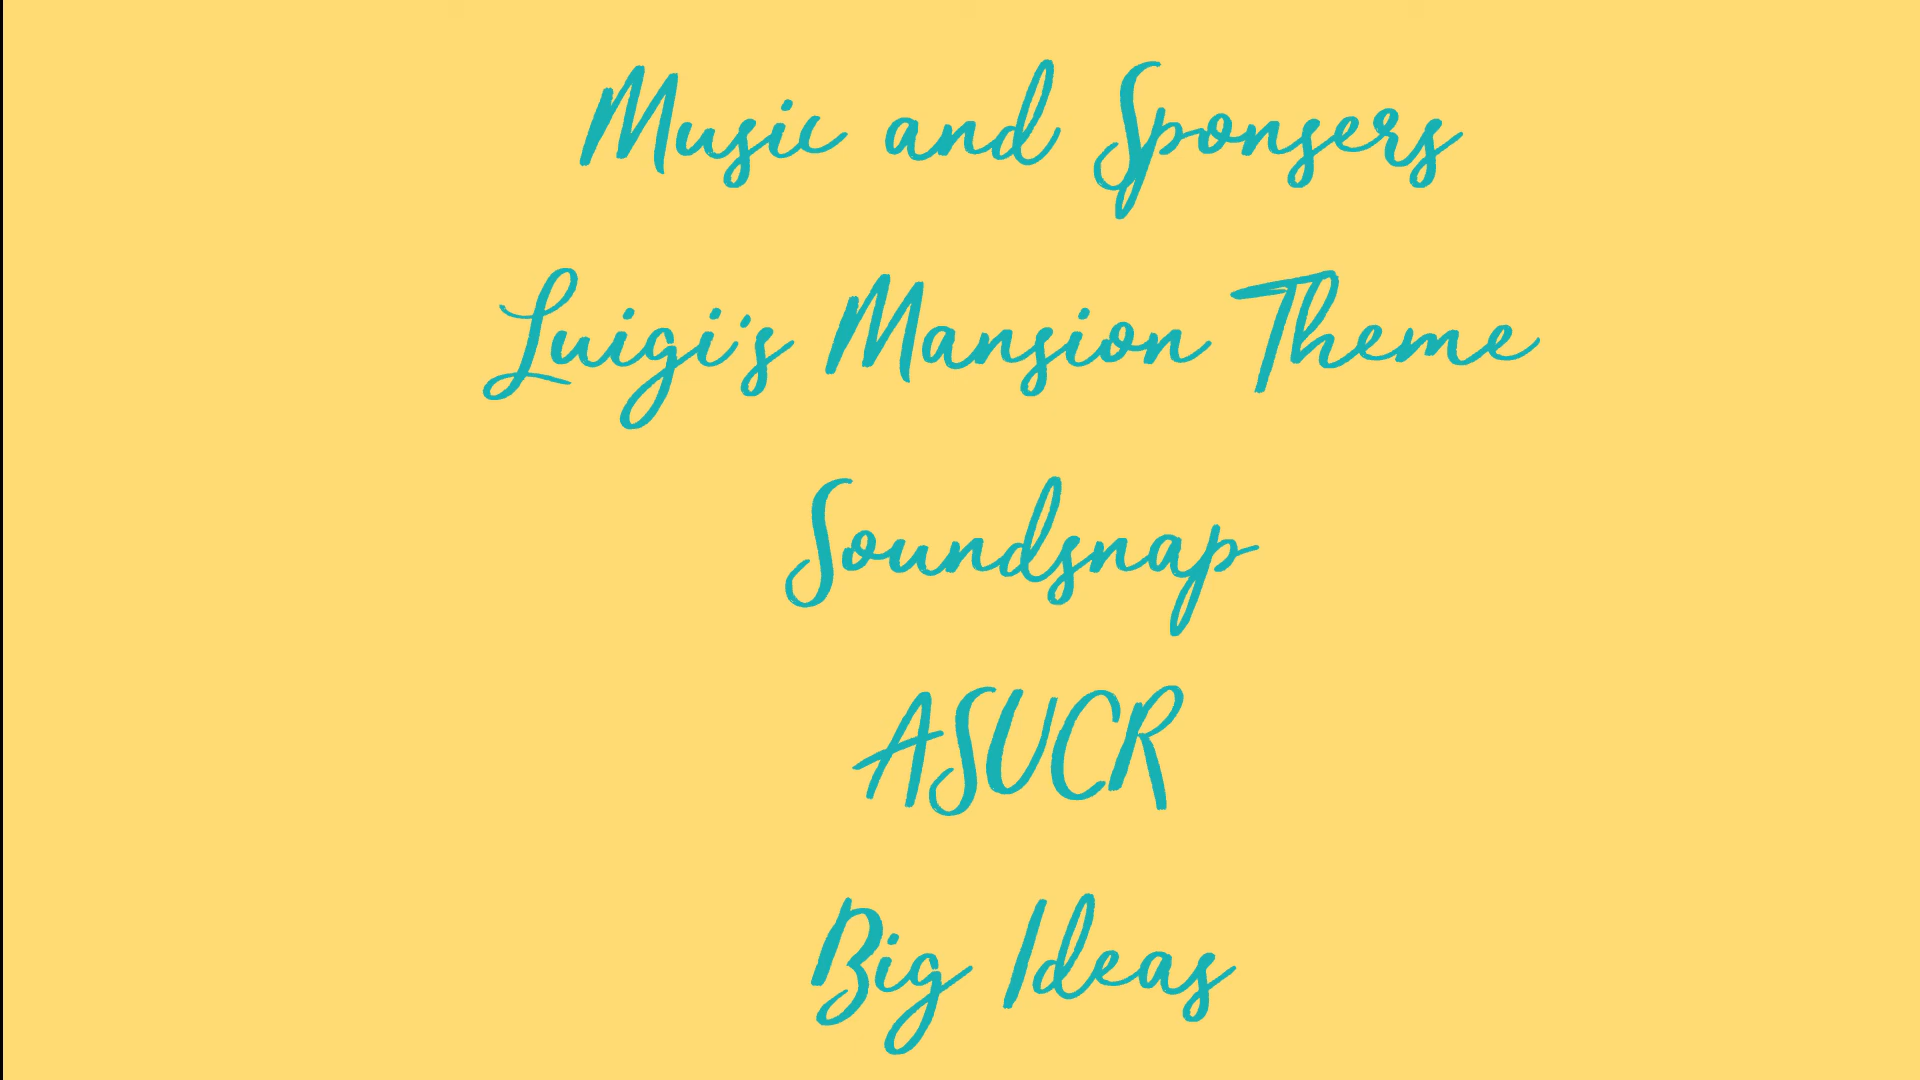 Music and Sponsers
Luigi's Mansion Theme
Soundsnap
ASUCR
Big Ideas